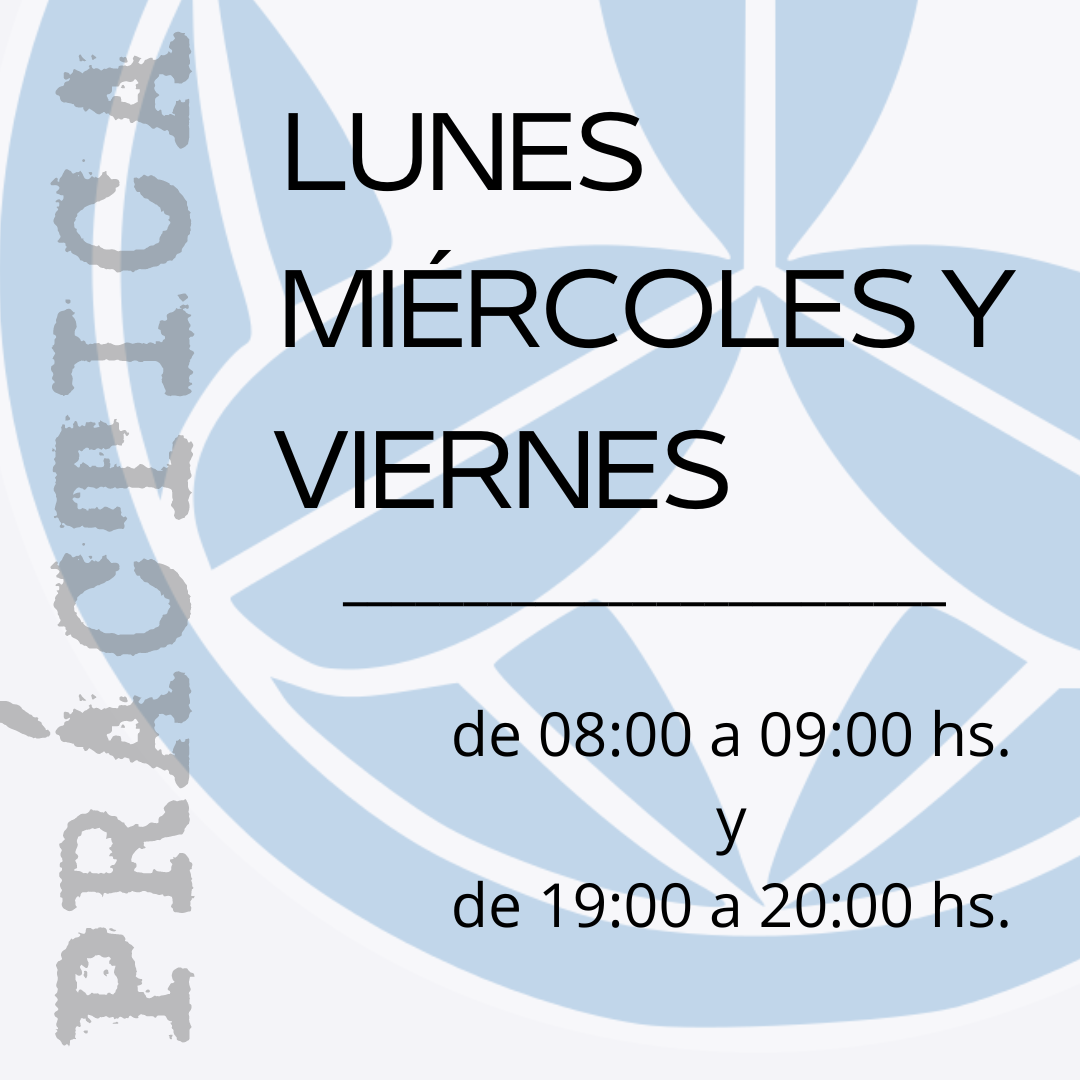 PRÁCTICA
LUNES
MIÉRCOLES Y
VIERNES
de 08:00 a 09:00 hs.
y
de 19:00 a 20:00 hs.